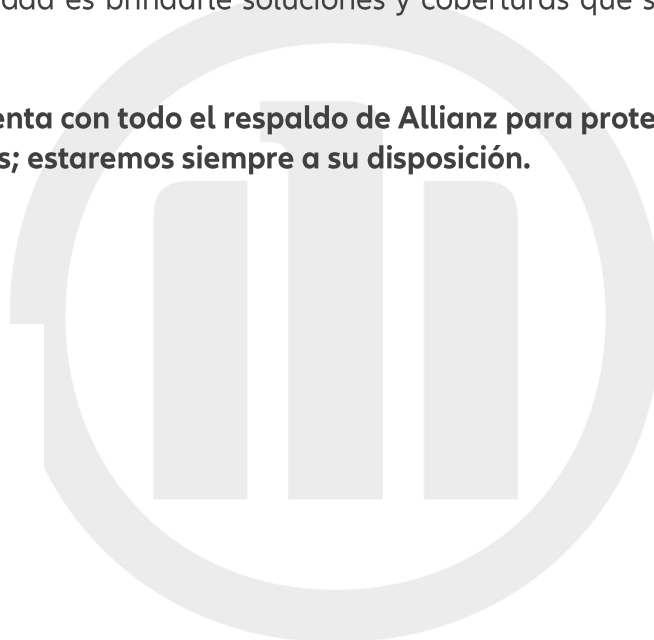 dad es brindarle soluciones y coberturas que s
enta con todo el respaldo de Allianz para prote
s; estaremos siempre a su disposición.